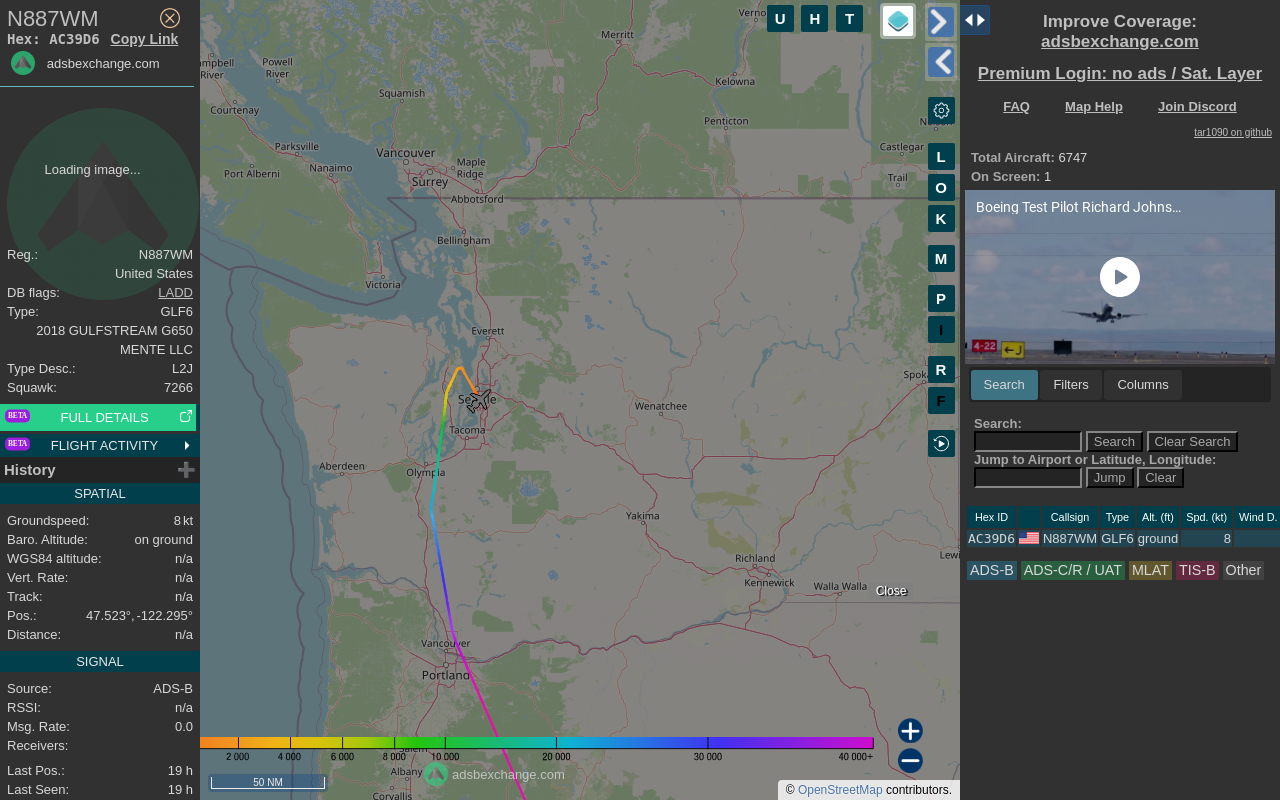 N887WM
Hex: AC39D6 Copy Link
adsbexchange.com
Loading image...
Reg.: N887WM
United States
DB flags: LADD
Type: GLF6
2018 GULFSTREAM G650
MENTE LLC
Type Desc.: L2J
Squawk: 7266
BETA FULL DETAILS
BETA FLIGHT ACTIVITY
History
SPATIAL
Groundspeed: 8 kt
Baro. Altitude: on ground
WGS84 altitude: n/a
Vert. Rate: n/a
Track: n/a
Pos.: 47.523°, -122.295°
Distance: n/a
SIGNAL
Source: ADS-B
RSSI: n/a
Msg. Rate: 0.0
Receivers:
Last Pos.: 19 h
Last Seen: 19 h
U H T
Merritt
Powell
River
River
Squamish
Kelowna
Courtenay
Penticton
Parksville
Nanaimo
Vancouver
Maple
Ridge
Castlegar
Port Alberni
Surrey
Trail
Abbotsford
Bellingham
Victoria
Everett
Wenatchee
Tacoma
Aberdeen
Olympia
Yakima
Richland
Kennewick
Walla Walla
Close
Vancouver
Portland
Albany
Corvallis
L
O
K
M
P
I
R
F
2 000 4 000 6 000 8 000 10 000 20 000 30 000 40 000+
adsbexchange.com
50 NM
© OpenStreetMap contributors.
Improve Coverage:
adsbexchange.com
Premium Login: no ads / Sat. Layer
FAQ Map Help Join Discord
tar1090 on github
Total Aircraft: 6747
On Screen: 1
Boeing Test Pilot Richard Johns…
4-22 J
Search Filters Columns
Search:
Search Clear Search
Jump to Airport or Latitude, Longitude:
Jump Clear
Hex ID Callsign Type Alt. (ft) Spd. (kt) Wind D.
AC39D6 N887WM GLF6 ground 8
ADS-B ADS-C/R / UAT MLAT TIS-B Other